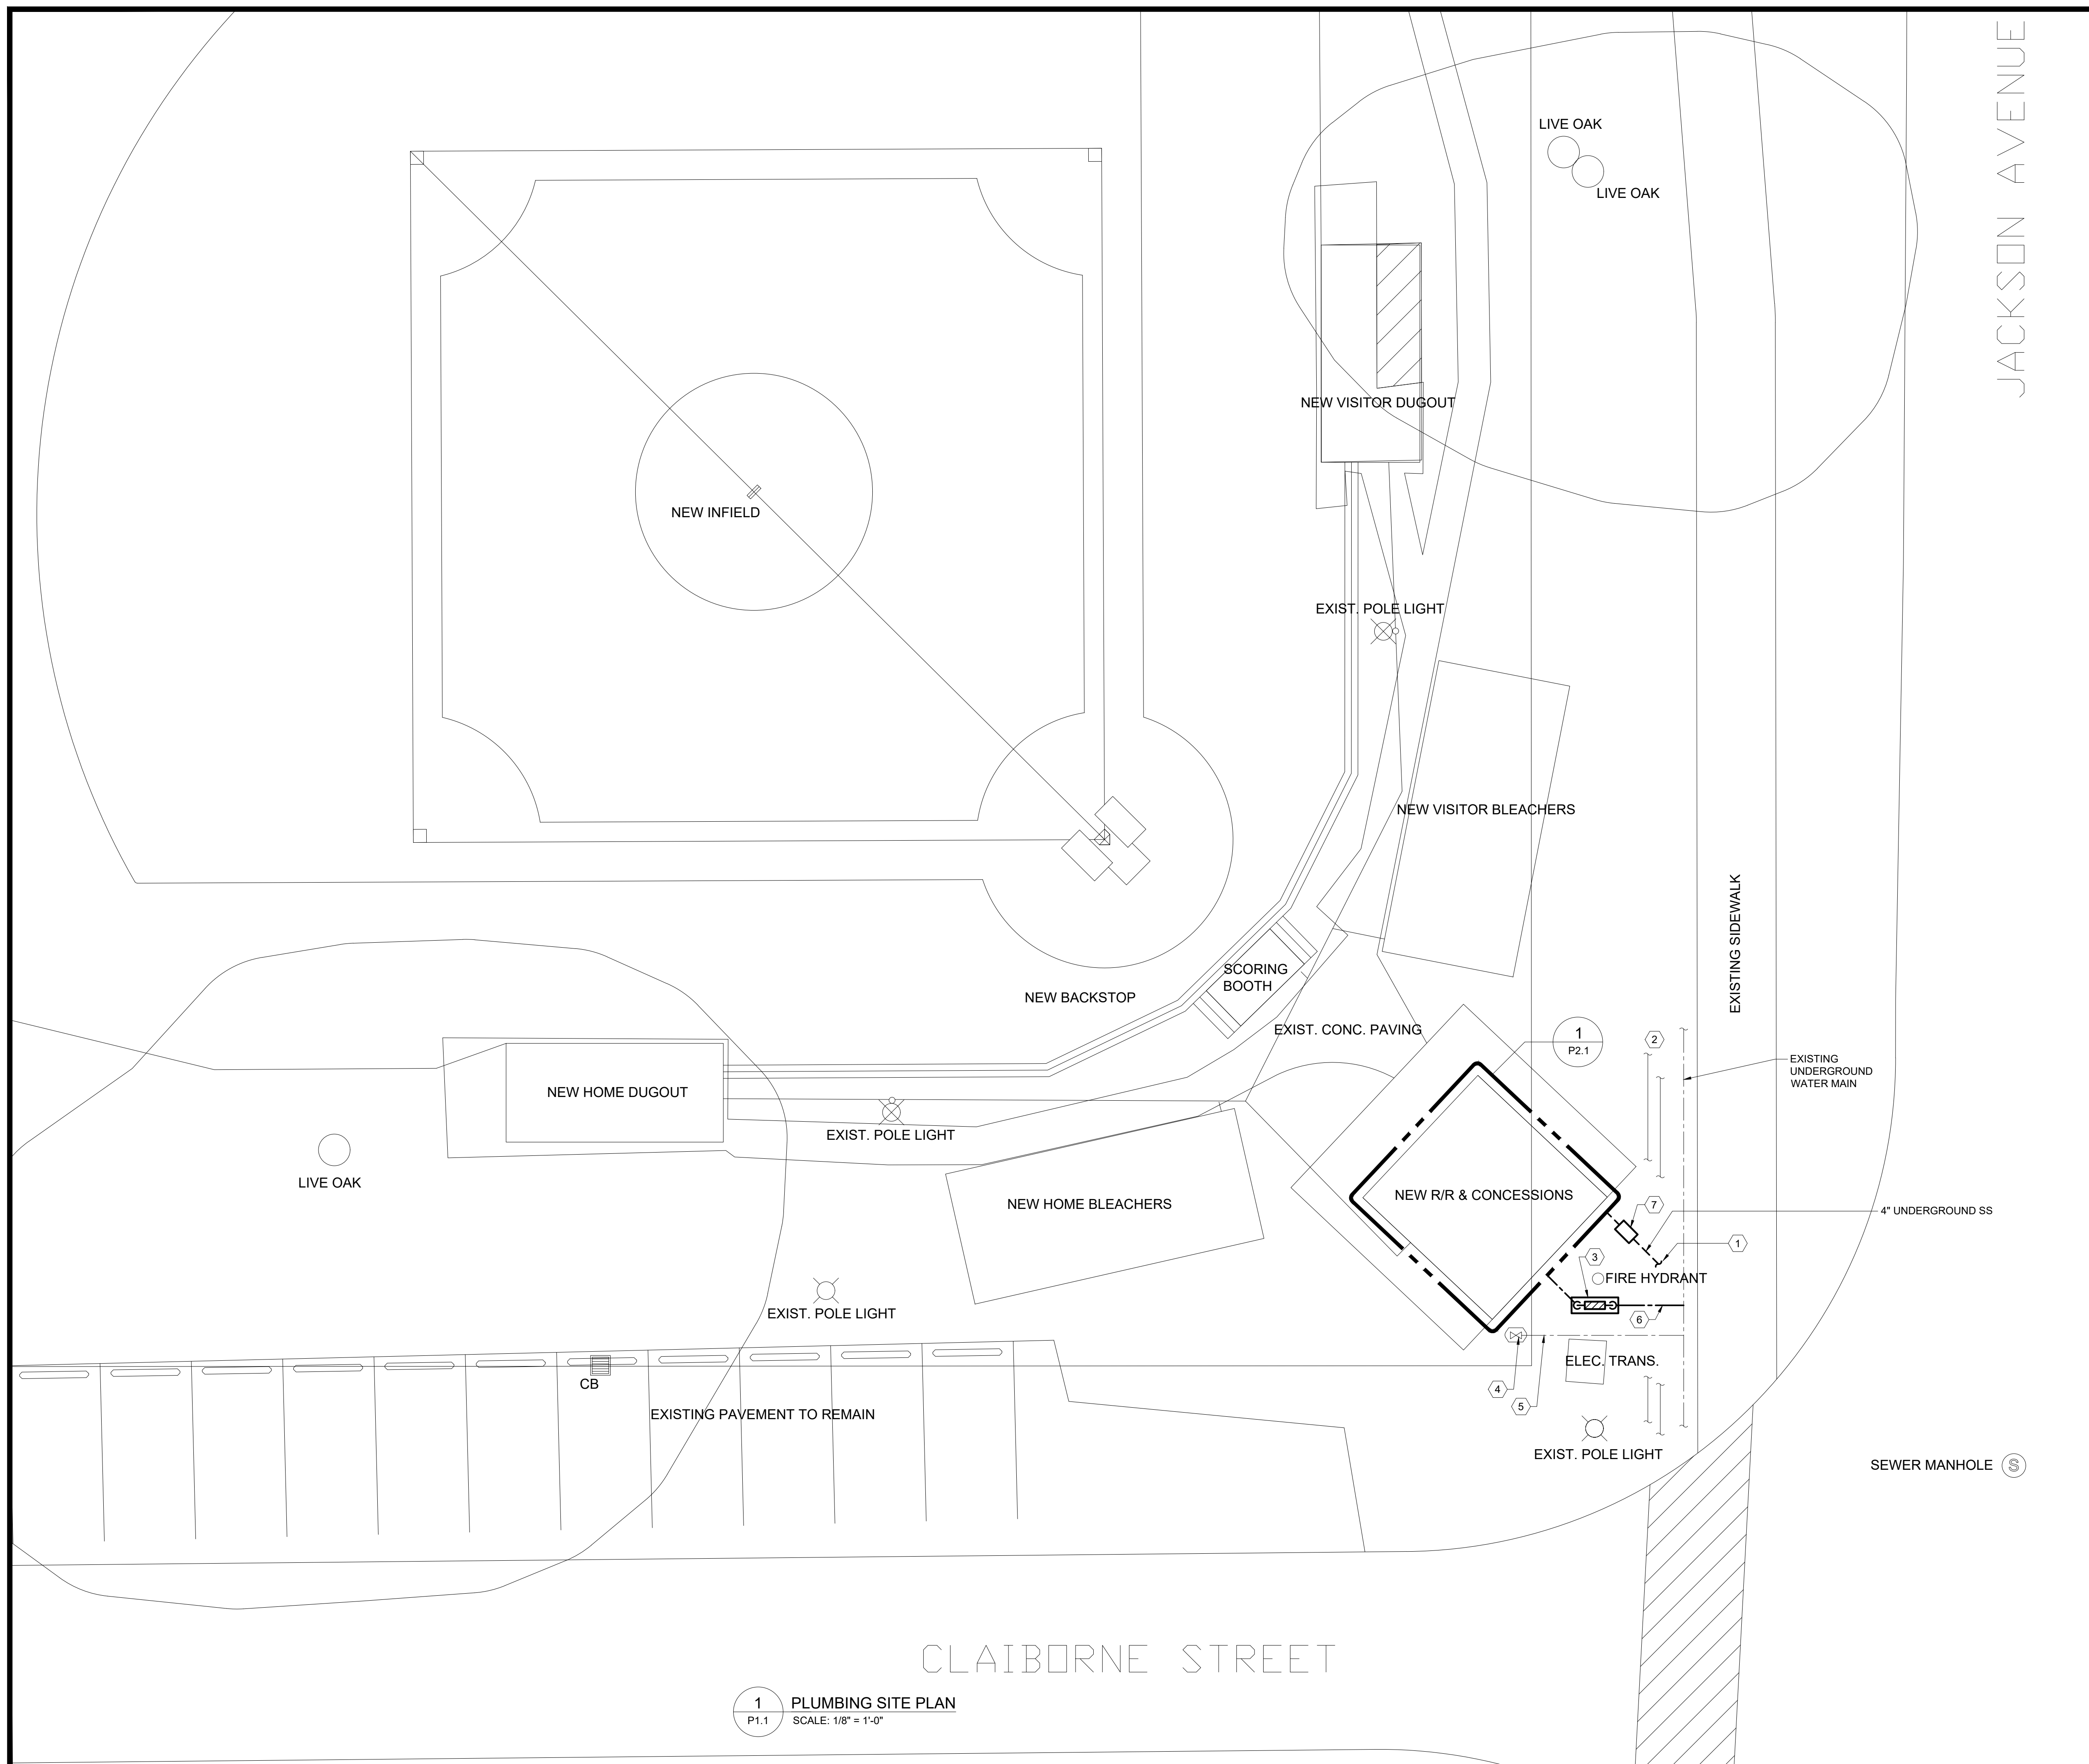 JACKSON AVENUE
LIVE OAK
LIVE OAK
NEW VISITOR DUGOUT
NEW INFIELD
EXIST. POLE LIGHT
NEW VISITOR BLEACHERS
EXISTING SIDEWALK
SCORING
BOOTH
NEW BACKSTOP
EXIST. CONC. PAVING
1
P2.1
2
EXISTING
UNDERGROUND
WATER MAIN
NEW HOME DUGOUT
EXIST. POLE LIGHT
LIVE OAK
NEW HOME BLEACHERS
NEW R/R & CONCESSIONS
7
4" UNDERGROUND SS
1
3
FIRE HYDRANT
EXIST. POLE LIGHT
6
ELEC. TRANS.
CB
4
5
EXISTING PAVEMENT TO REMAIN
EXIST. POLE LIGHT
SEWER MANHOLE S
CLAIBORNE STREET
1
P1.1
PLUMBING SITE PLAN
SCALE: 1/8" = 1'-0"